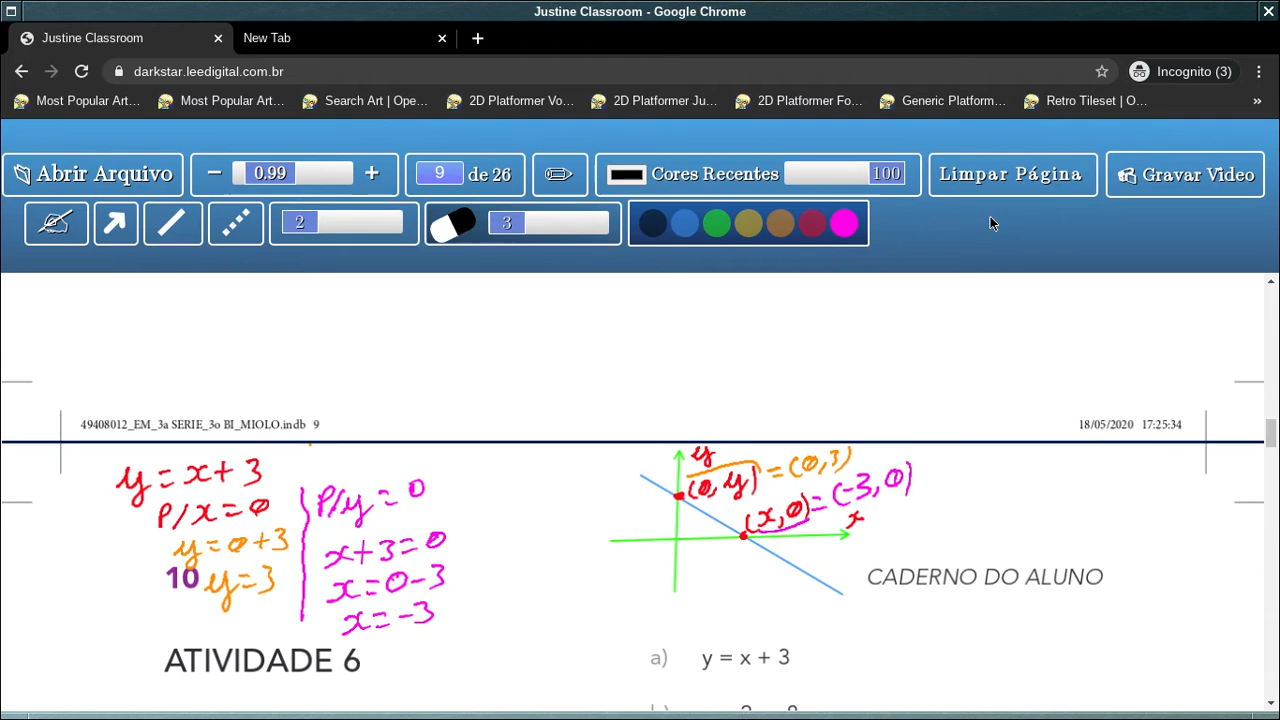 Justine Classroom - Google Chrome
Justine Classroom
New Tab
darkstar.leedigital.com.br
Incognito (3)
Most Popular Art...
Most Popular Art...
Search Art | Ope...
2D Platformer Vo...
2D Platformer Ju...
2D Platformer Fo...
Generic Platform...
Retro Tileset | O...
Abrir Arquivo
0.99
9 de 26
Cores Recentes 100
Limpar Página
Gravar Video
2
3
49408012_EM_3a SERIE_3o BI_MIOLO.indb 9
18/05/2020 17:25:34
y = x + 3
P/x = 0
y = 0 + 3
10
y = 3
P/y = 0
x + 3 = 0
x = 0 - 3
x = -3
y
(0, y) = (0, 3)
(x, 0) = (-3, 0)
x
CADERNO DO ALUNO
ATIVIDADE 6
a) y = x + 3